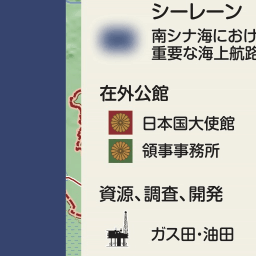 シーレーン
南シナ海におけ
重要な海上航路
在外公館
日本国大使館
領事事務所
資源、調査、開発
ガス田・油田